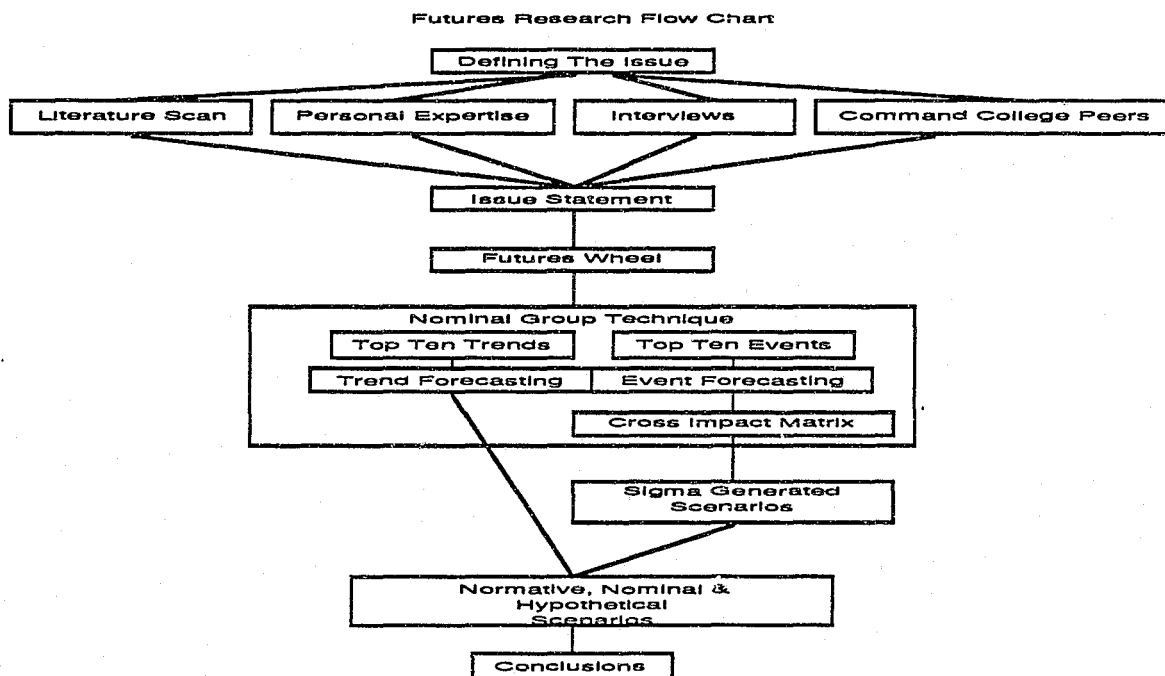 Futures Research Flow Chart
Defining The Issue
Literature Scan
Personal Expertise
Interviews
Command College Peers
Issue Statement
Futures Wheel
Nominal Group Technique
Top Ten Trends
Top Ten Events
Trend Forecasting
Event Forecasting
Cross Impact Matrix
Sigma Generated
Scenarios
Normative, Nominal &
Hypothetical
Scenarios
Conclusions